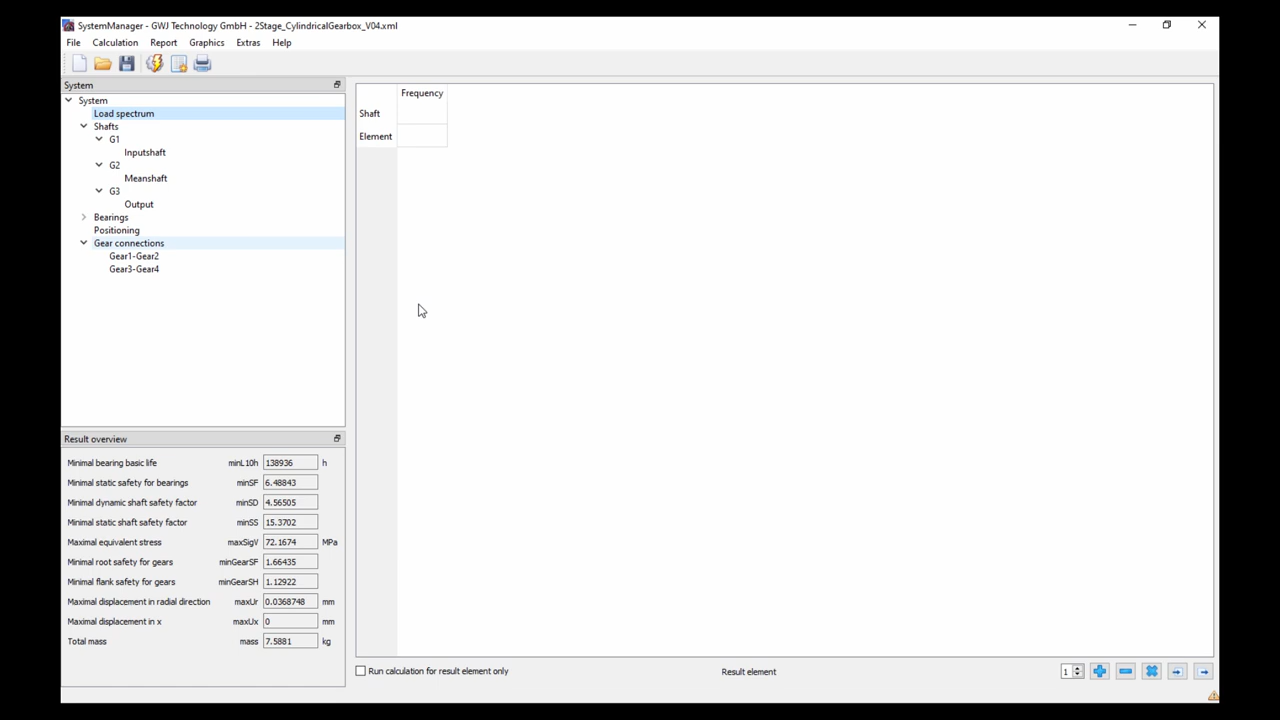 SystemManager - GWJ Technology GmbH - 2Stage_CylindricalGearbox_V04.xml
File Calculation Report Graphics Extras Help
System
System
Load spectrum
Shafts
G1
Inputshaft
G2
Meanshaft
G3
Output
Bearings
Positioning
Gear connections
Gear1-Gear2
Gear3-Gear4
Frequency
Shaft
Element
Result overview
Minimal bearing basic life minL10h 138936 h
Minimal static safety for bearings minSF 6.48843
Minimal dynamic shaft safety factor minSD 4.56505
Minimal static shaft safety factor minSS 15.3702
Maximal equivalent stress maxSigV 72.1674 MPa
Minimal root safety for gears minGearSF 1.66435
Minimal flank safety for gears minGearSH 1.12922
Maximal displacement in radial direction maxUr 0.0368748 mm
Maximal displacement in x maxUx 0 mm
Total mass mass 7.5881 kg
Run calculation for result element only Result element 1